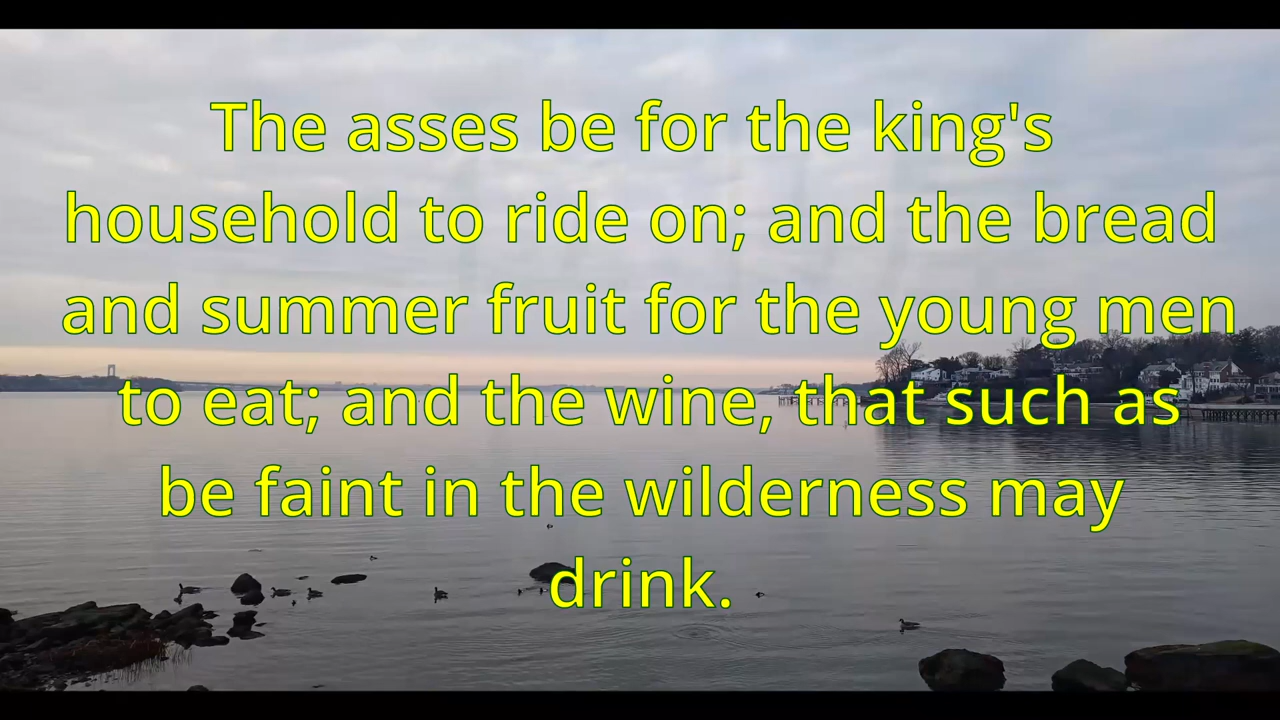 The asses be for the king's
household to ride on; and the bread
and summer fruit for the young men
to eat; and the wine, that such as
be faint in the wilderness may
drink.